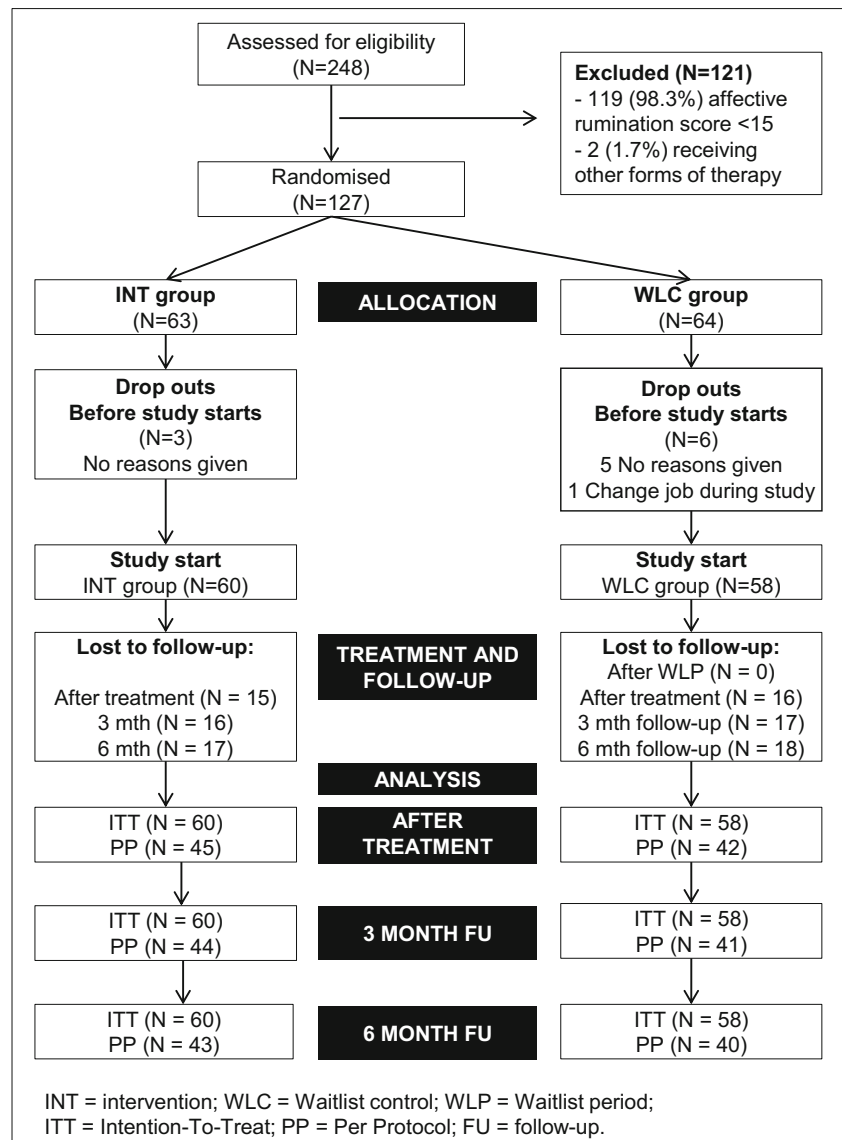 Assessed for eligibility
(N=248)
Excluded (N=121)
- 119 (98.3%) affective
rumination score <15
- 2 (1.7%) receiving
other forms of therapy
Randomised
(N=127)
INT group
(N=63)
ALLOCATION
WLC group
(N=64)
Drop outs
Before study starts
(N=3)
No reasons given
Drop outs
Before study starts
(N=6)
5 No reasons given
1 Change job during study
Study start
INT group (N=60)
Study start
WLC group (N=58)
Lost to follow-up:
After treatment (N = 15)
3 mth (N = 16)
6 mth (N = 17)
TREATMENT AND
FOLLOW-UP
Lost to follow-up:
After WLP (N = 0)
After treatment (N = 16)
3 mth follow-up (N = 17)
6 mth follow-up (N = 18)
ANALYSIS
ITT (N = 60)
PP (N = 45)
AFTER
TREATMENT
ITT (N = 58)
PP (N = 42)
ITT (N = 60)
PP (N = 44)
3 MONTH FU
ITT (N = 58)
PP (N = 41)
ITT (N = 60)
PP (N = 43)
6 MONTH FU
ITT (N = 58)
PP (N = 40)
INT = intervention; WLC = Waitlist control; WLP = Waitlist period;
ITT = Intention-To-Treat; PP = Per Protocol; FU = follow-up.